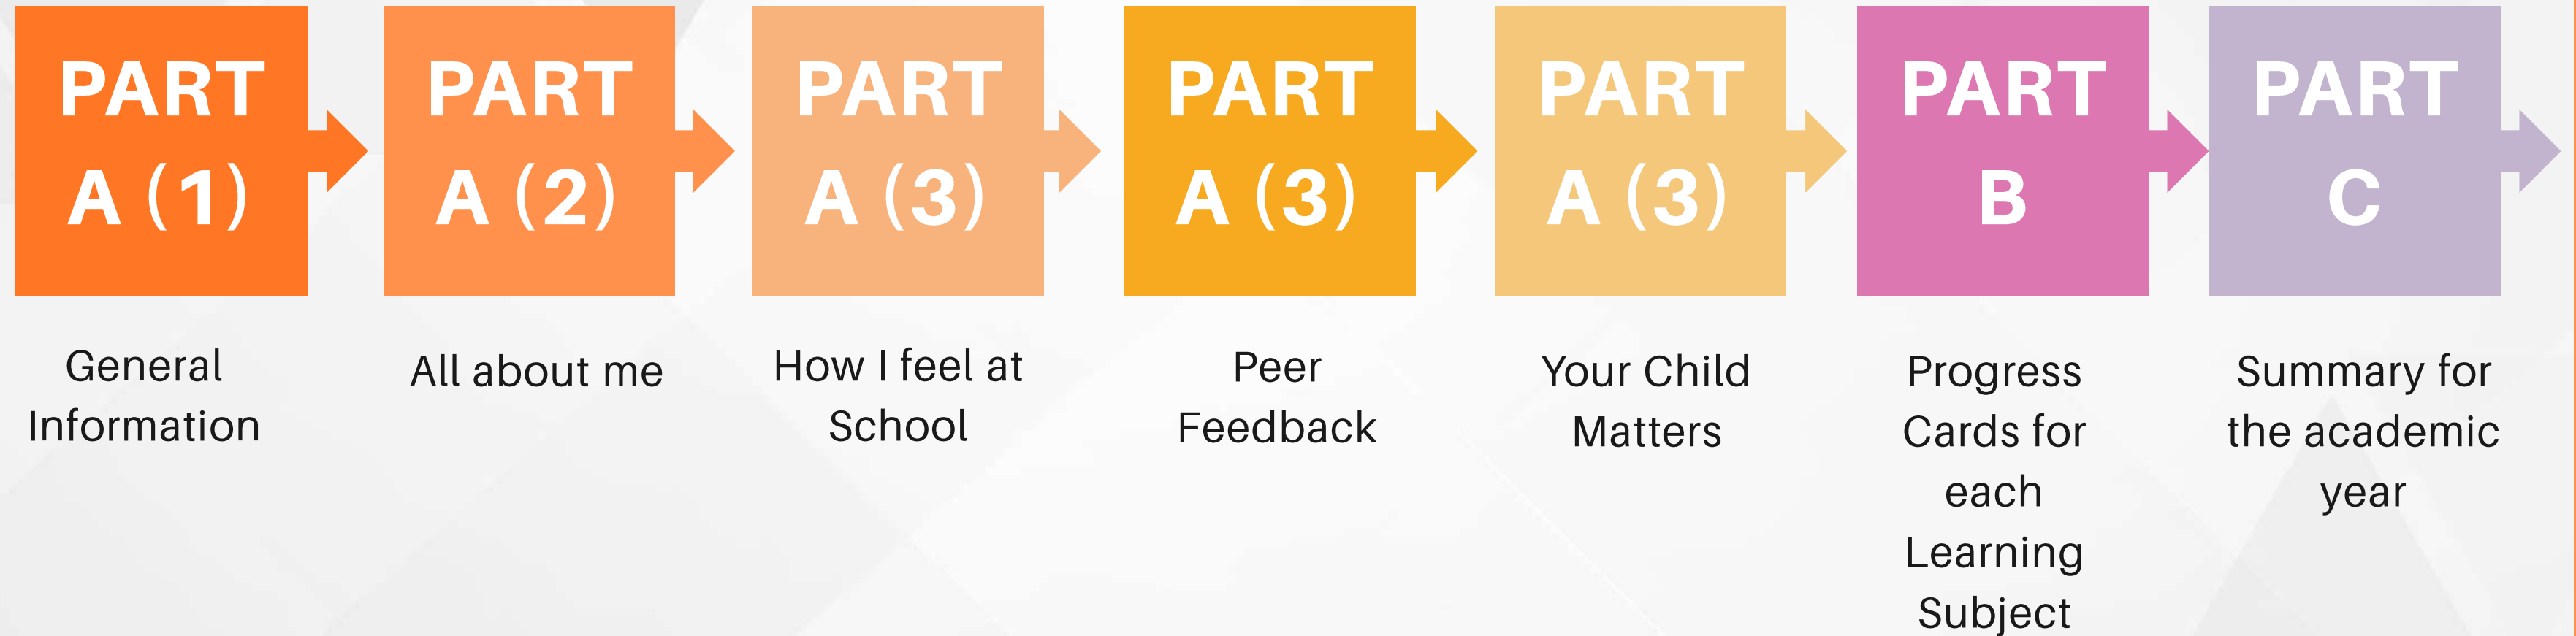 PART
A (1)
General
Information
PART
A (2)
All about me
PART
A (3)
How I feel at
School
PART
A (3)
Peer
Feedback
PART
A (3)
Your Child
Matters
PART
B
Progress
Cards for
each
Learning
Subject
PART
C
Summary for
the academic
year